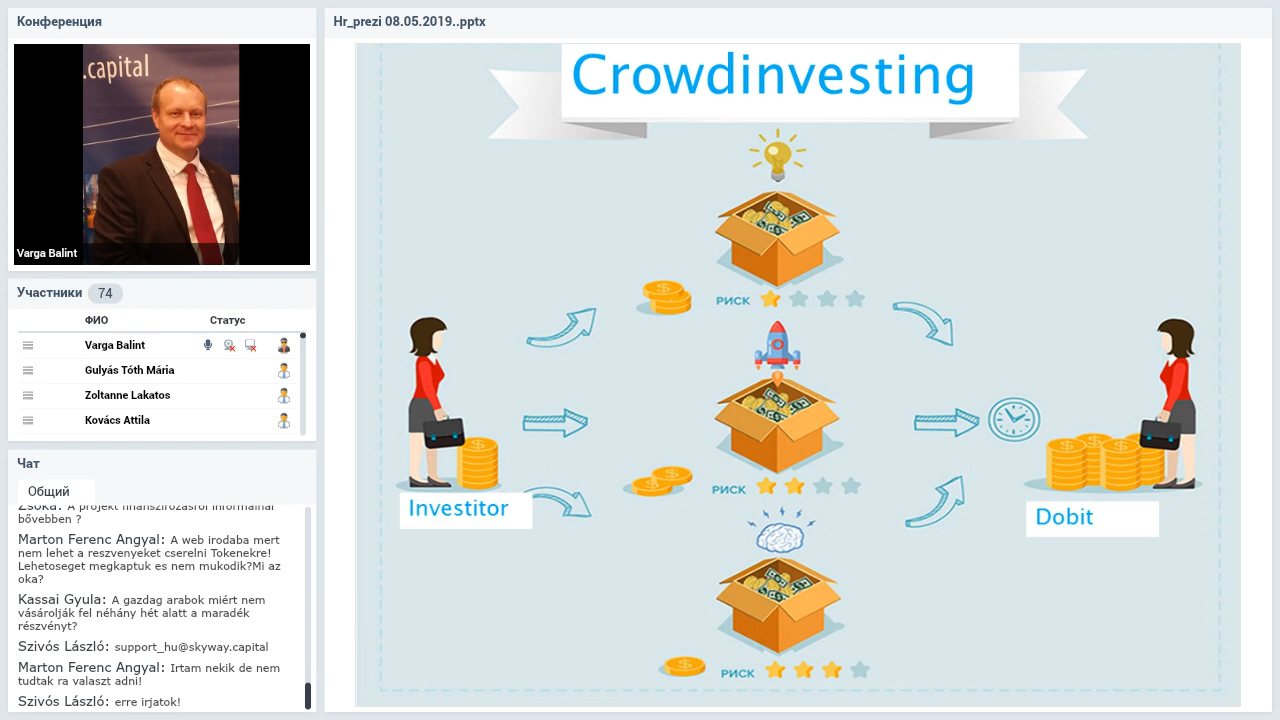 Конференция
.capital
Varga Balint
Участники 74
ФИО Статус
Varga Balint
Gulyás Tóth Mária
Zoltanne Lakatos
Kovács Attila
Чат
Общий
Zsóka: A projekt finanszírozásról informálnál
bővebben ?
Marton Ferenc Angyal: A web irodaba mert
nem lehet a reszvenyeket cserelni Tokenekre!
Lehetoseget megkaptuk es nem mukodik?Mi az
oka?
Kassai Gyula: A gazdag arabok miért nem
vásárolják fel néhány hét alatt a maradék
részvényt?
Szivós László: support_hu@skyway.capital
Marton Ferenc Angyal: Irtam nekik de nem
tudtak ra valaszt adni!
Szivós László: erre irjatok!
Hr_prezi 08.05.2019..pptx
Crowdinvesting
РИСК
РИСК
Investitor
Dobit
РИСК